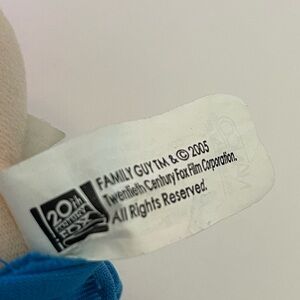 FAMILY GUY TM & © 2005
Twentieth Century Fox Film Corporation.
All Rights Reserved.
20TH
CENTURY
FOX